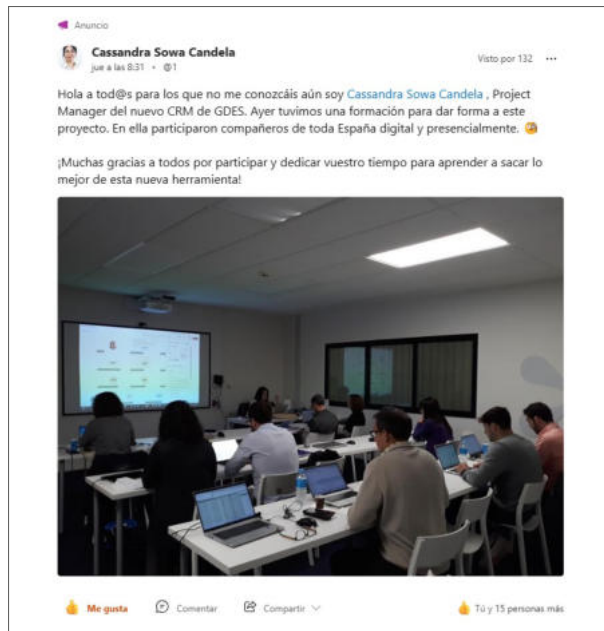 Anuncio
Cassandra Sowa Candela
jue a las 8:31 • @1
Visto por 132
Hola a tod@s para los que no me conozcáis aún soy Cassandra Sowa Candela , Project
Manager del nuevo CRM de GDES. Ayer tuvimos una formación para dar forma a este
proyecto. En ella participaron compañeros de toda España digital y presencialmente.
¡Muchas gracias a todos por participar y dedicar vuestro tiempo para aprender a sacar lo
mejor de esta nueva herramienta!
Me gusta Comentar Compartir Tú y 15 personas más